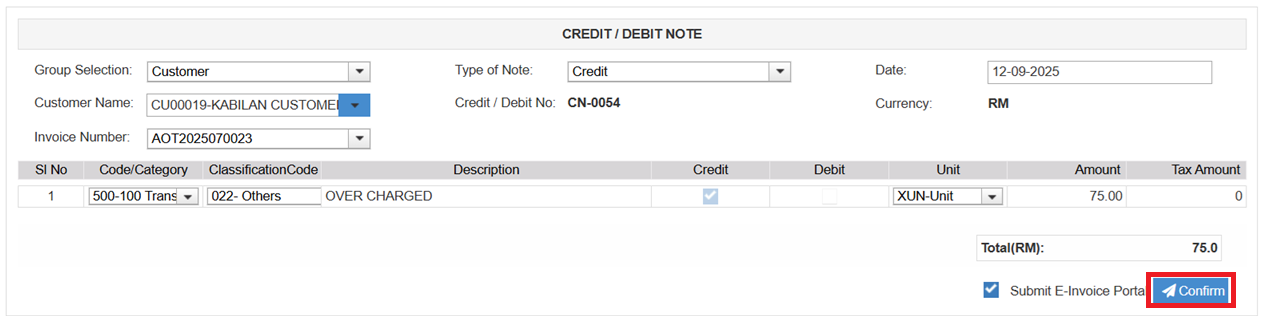 CREDIT / DEBIT NOTE
Group Selection: Customer Type of Note: Credit Date: 12-09-2025
Customer Name: CU00019-KABILAN CUSTOME Credit / Debit No: CN-0054 Currency: RM
Invoice Number: AOT2025070023
SI No Code/Category ClassificationCode Description Credit Debit Unit Amount Tax Amount
1 500-100 Trans 022- Others OVER CHARGED XUN-Unit 75.00 0
Total(RM): 75.0
Submit E-Invoice Porta Confirm